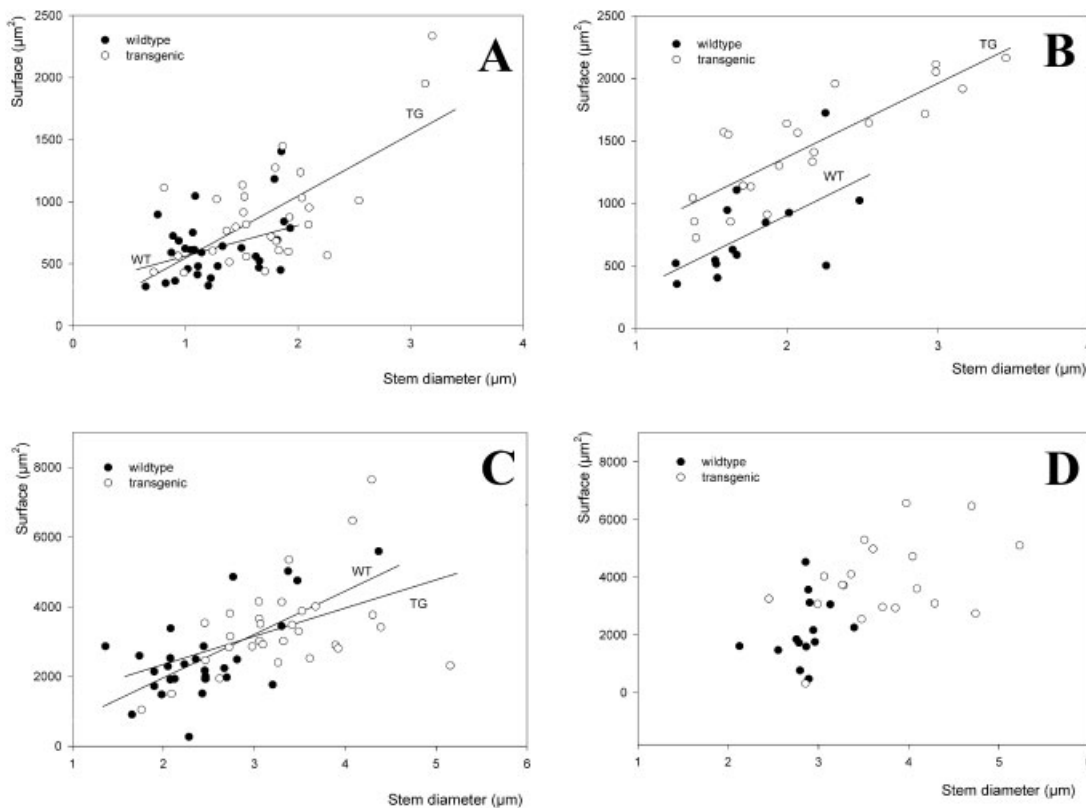 2500
2000
1500
1000
500
0
Surface (µm²)
wildtype
transgenic
A
TG
WT
0 1 2 3 4
Stem diameter (µm)
2500
2000
1500
1000
500
0
Surface (µm²)
wildtype
transgenic
B
TG
WT
1 2 3 4
Stem diameter (µm)
8000
6000
4000
2000
0
Surface (µm²)
wildtype
transgenic
C
WT
TG
1 2 3 4 5 6
Stem diameter (µm)
8000
6000
4000
2000
0
Surface (µm²)
wildtype
transgenic
D
1 2 3 4 5 6
Stem diameter (µm)